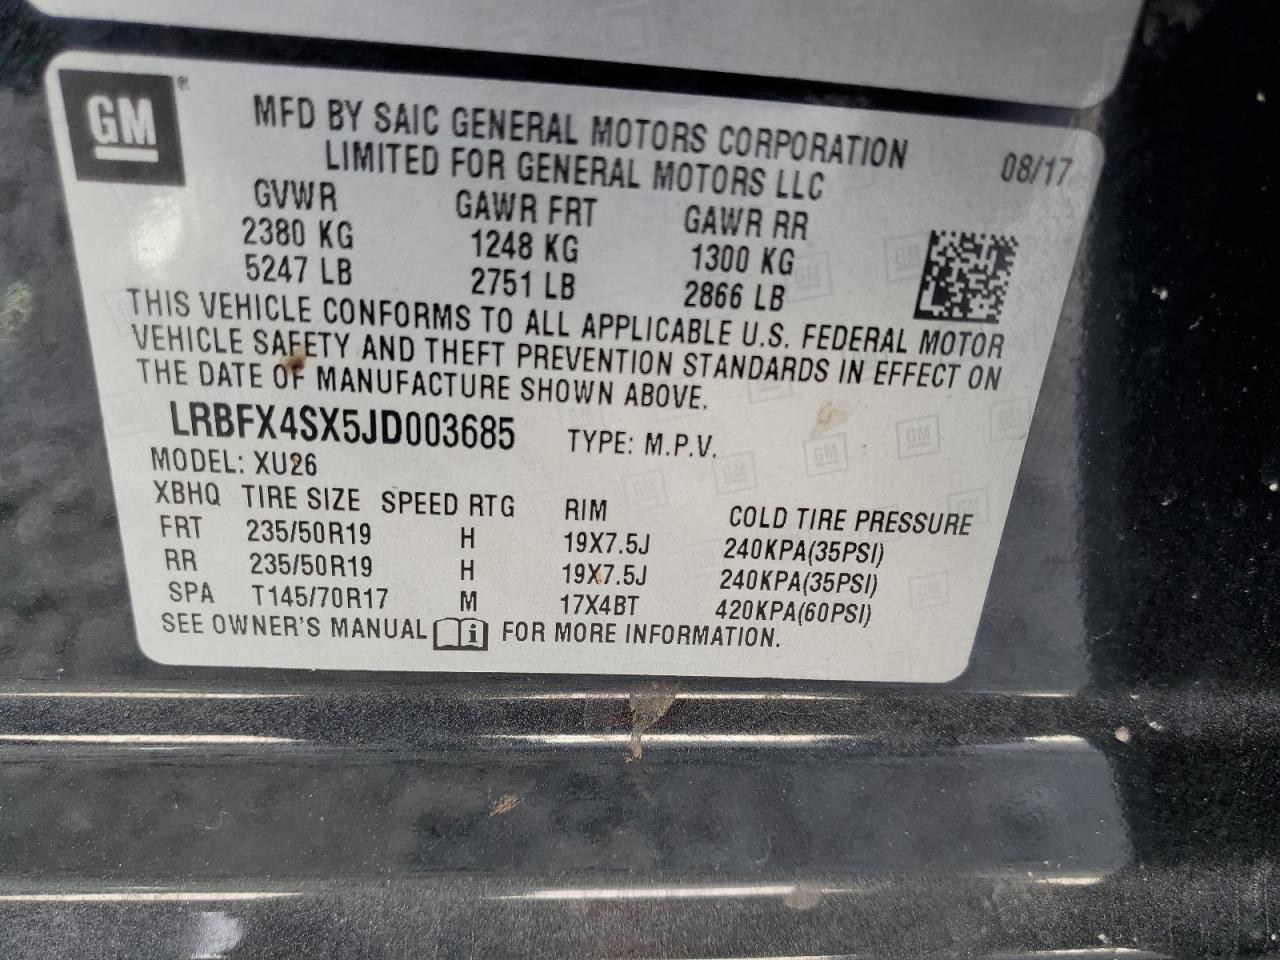 GM ®
MFD BY SAIC GENERAL MOTORS CORPORATION
LIMITED FOR GENERAL MOTORS LLC
08/17
GVWR GAWR FRT GAWR RR
2380 KG 1248 KG 1300 KG
5247 LB 2751 LB 2866 LB
THIS VEHICLE CONFORMS TO ALL APPLICABLE U.S. FEDERAL MOTOR
VEHICLE SAFETY AND THEFT PREVENTION STANDARDS IN EFFECT ON
THE DATE OF MANUFACTURE SHOWN ABOVE.
LRBFX4SX5JD003685 TYPE: M.P.V.
MODEL: XU26
XBHQ TIRE SIZE SPEED RTG RIM COLD TIRE PRESSURE
FRT 235/50R19 H 19X7.5J 240KPA(35PSI)
RR 235/50R19 H 19X7.5J 240KPA(35PSI)
SPA T145/70R17 M 17X4BT 420KPA(60PSI)
SEE OWNER'S MANUAL i FOR MORE INFORMATION.